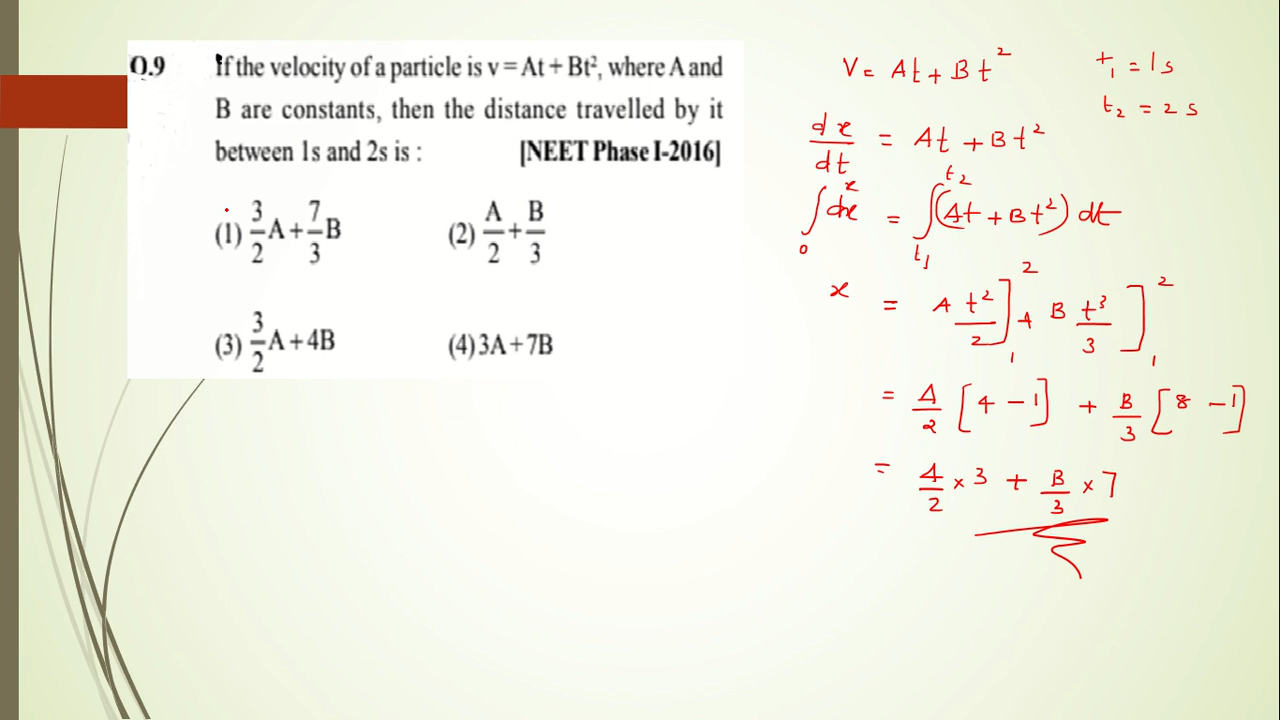 Q.9 If the velocity of a particle is v = At + Bt², where A and
B are constants, then the distance travelled by it
between 1s and 2s is : [NEET Phase I-2016]
(1) 3/2 A + 7/3 B (2) A/2 + B/3
(3) 3/2 A + 4B (4) 3A + 7B
V = At + Bt² t₁ = 1s
t₂ = 2s
dx/dt = At + Bt²
∫₀ˣ dx = ∫_{t₁}^{t₂} (At + Bt²) dt
x = A t²/2 ]₁² + B t³/3 ]₁²
= A/2 [4 – 1] + B/3 [8 – 1]
= A/2 × 3 + B/3 × 7